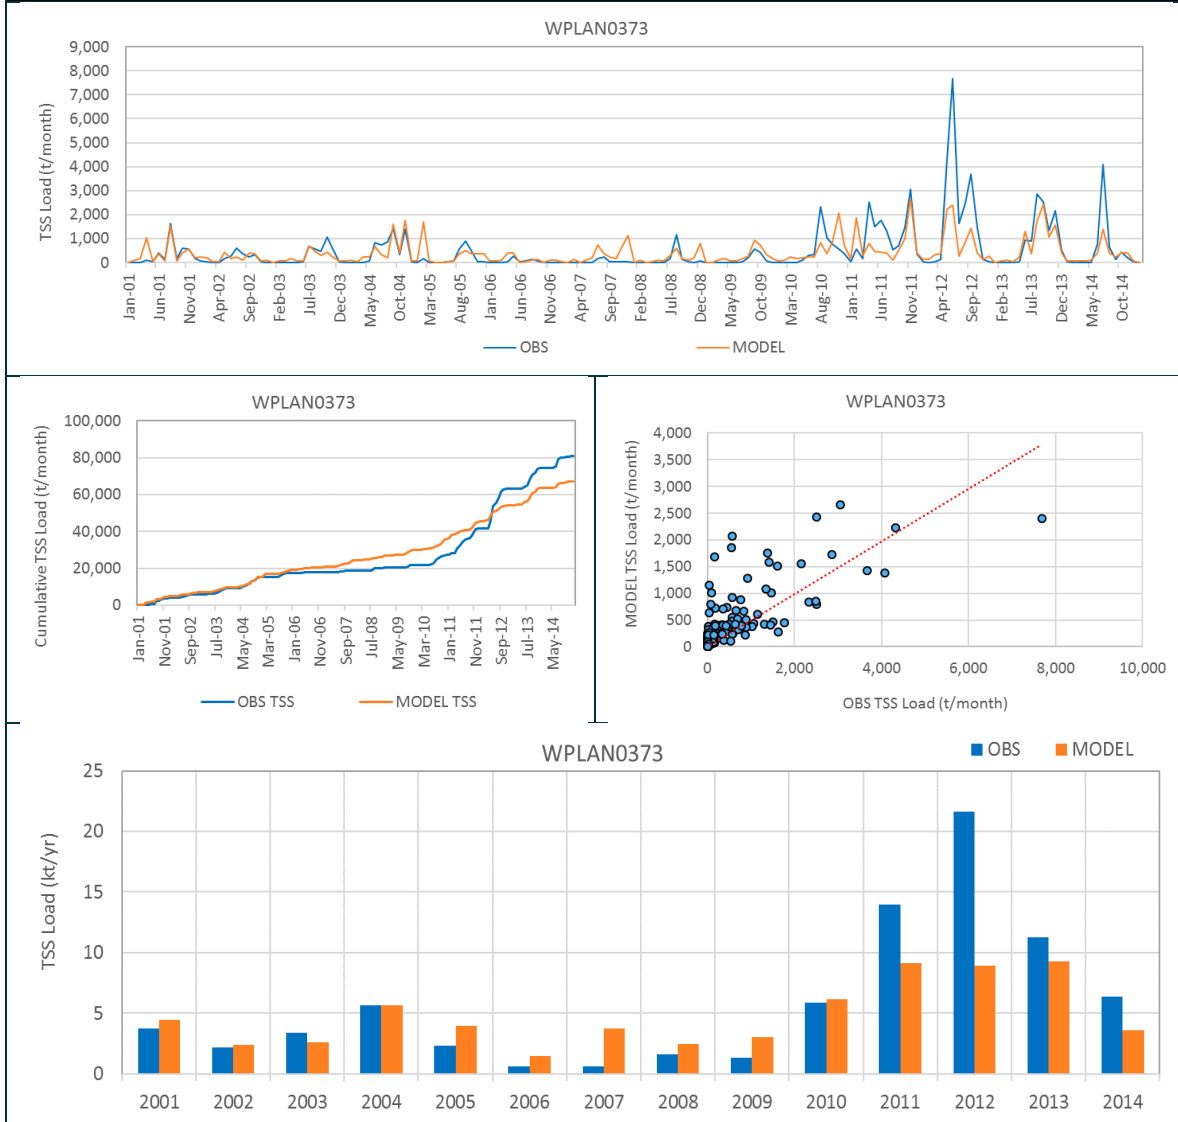 WPLAN0373
TSS Load (t/month)
9,000
8,000
7,000
6,000
5,000
4,000
3,000
2,000
1,000
0
Jan-01 Jun-01 Nov-01 Apr-02 Sep-02 Feb-03 Jul-03 Dec-03 May-04 Oct-04 Mar-05 Aug-05 Jan-06 Jun-06 Nov-06 Apr-07 Sep-07 Feb-08 Jul-08 Dec-08 May-09 Oct-09 Mar-10 Aug-10 Jan-11 Jun-11 Nov-11 Apr-12 Sep-12 Feb-13 Jul-13 Dec-13 May-14 Oct-14
OBS MODEL
WPLAN0373
Cumulative TSS Load (t/month)
100,000
80,000
60,000
40,000
20,000
0
Jan-01 Nov-01 Sep-02 Jul-03 May-04 Mar-05 Jan-06 Nov-06 Sep-07 Jul-08 May-09 Mar-10 Jan-11 Nov-11 Sep-12 Jul-13 May-14
OBS TSS MODEL TSS
WPLAN0373
MODEL TSS Load (t/month)
4,000
3,500
3,000
2,500
2,000
1,500
1,000
500
0
0 2,000 4,000 6,000 8,000 10,000
OBS TSS Load (t/month)
WPLAN0373
OBS MODEL
TSS Load (kt/yr)
25
20
15
10
5
0
2001 2002 2003 2004 2005 2006 2007 2008 2009 2010 2011 2012 2013 2014